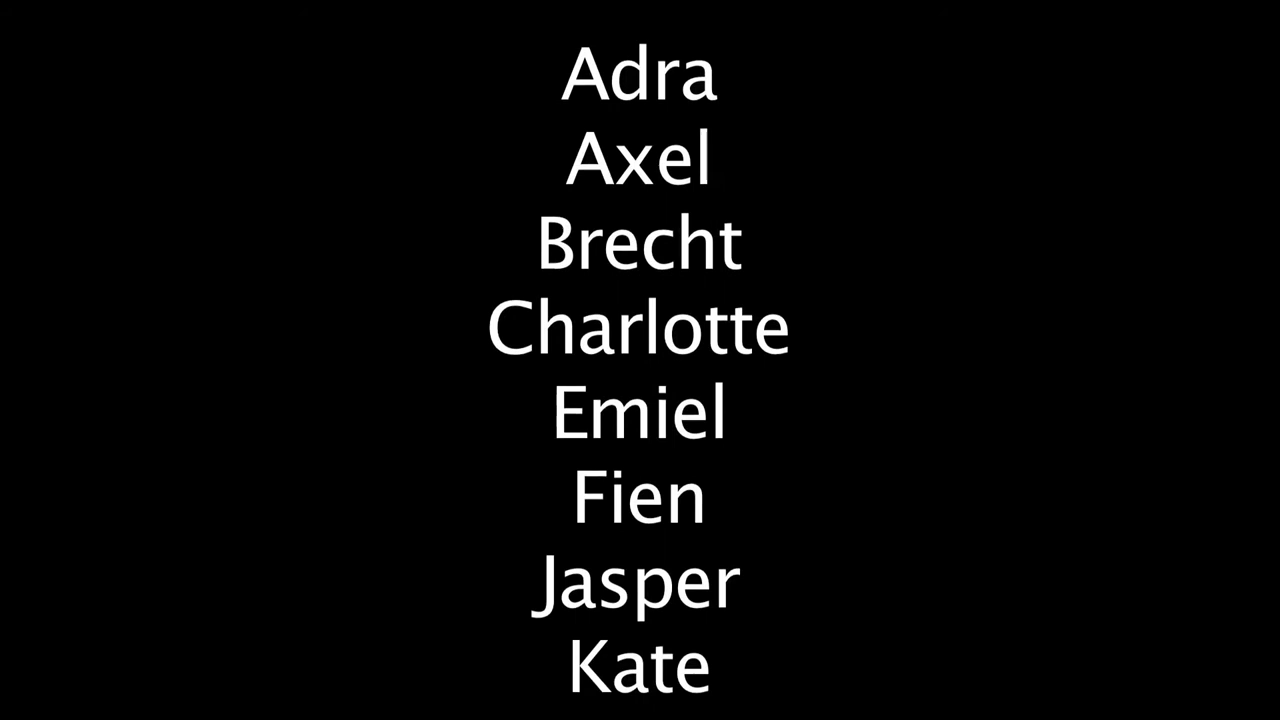 Adra
Axel
Brecht
Charlotte
Emiel
Fien
Jasper
Kate